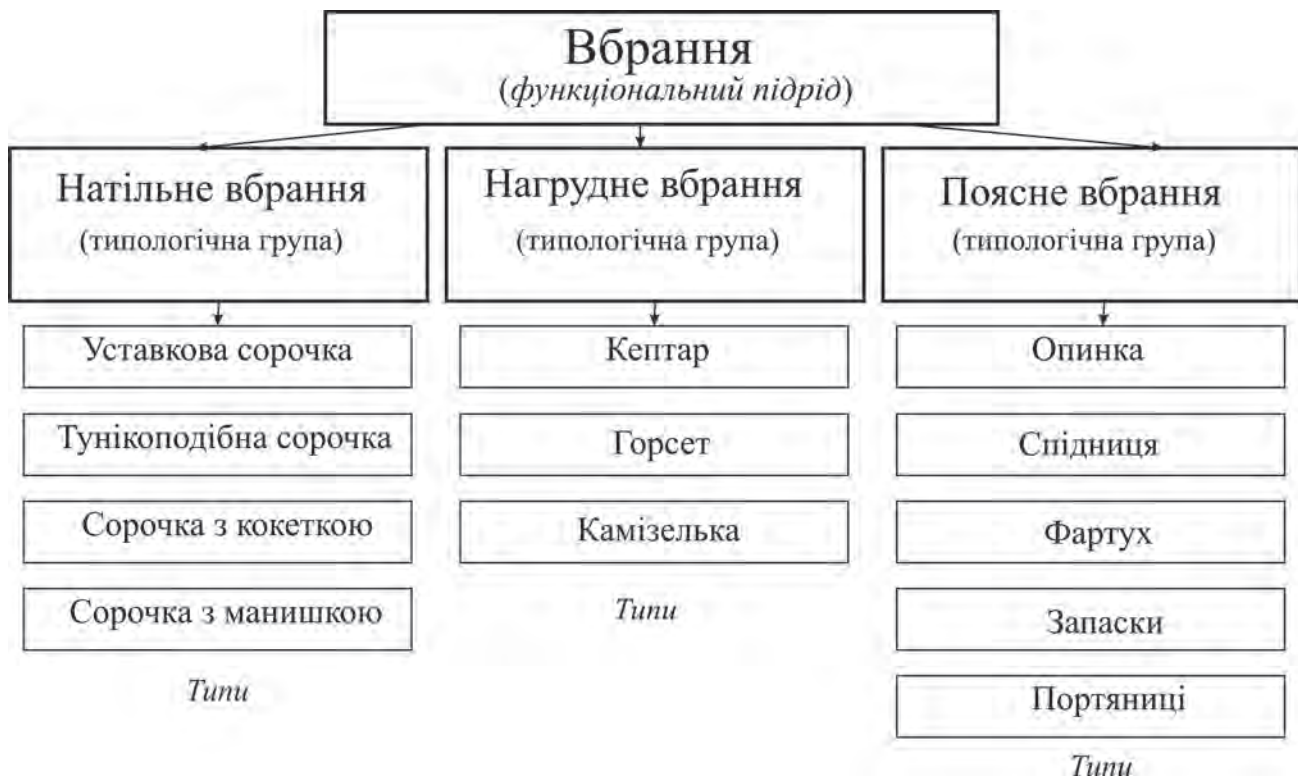 Вбрання
(функціональний підрід)
Натільне вбрання
(типологічна група)
Уставкова сорочка
Тунікоподібна сорочка
Сорочка з кокеткою
Сорочка з манишкою
Типи
Нагрудне вбрання
(типологічна група)
Кептар
Горсет
Камізелька
Типи
Поясне вбрання
(типологічна група)
Опинка
Спідниця
Фартух
Запаски
Портяниці
Типи